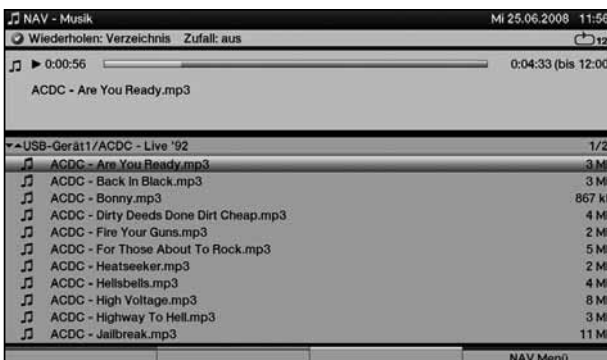 NAV - Musik Mi 25.06.2008 11:56
Wiederholen: Verzeichnis Zufall: aus 12
0:00:56 0:04:33 (bis 12:00
ACDC - Are You Ready.mp3
USB-Gerät1/ACDC - Live '92 1/2
ACDC - Are You Ready.mp3 3 M
ACDC - Back In Black.mp3 3 M
ACDC - Bonny.mp3 867 k
ACDC - Dirty Deeds Done Dirt Cheap.mp3 4 M
ACDC - Fire Your Guns.mp3 2 M
ACDC - For Those About To Rock.mp3 5 M
ACDC - Heatseeker.mp3 2 M
ACDC - Hellsbells.mp3 4 M
ACDC - High Voltage.mp3 8 M
ACDC - Highway To Hell.mp3 3 M
ACDC - Jailbreak.mp3 11 M
NAV Menü